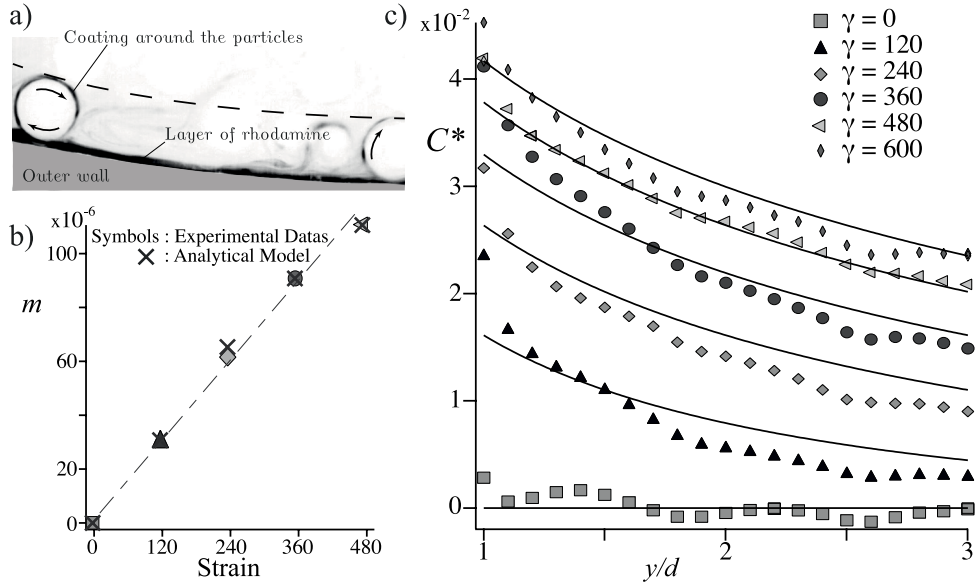 a)
Coating around the particles
Layer of rhodamine
Outer wall
b)
x10-6
Symbols : Experimental Datas
× : Analytical Model
100
m
60
20
0
0 120 240 360 480
Strain
c)
x10-2
γ = 0
γ = 120
γ = 240
γ = 360
γ = 480
γ = 600
4
C*
3
2
1
0
1 2 3
y/d